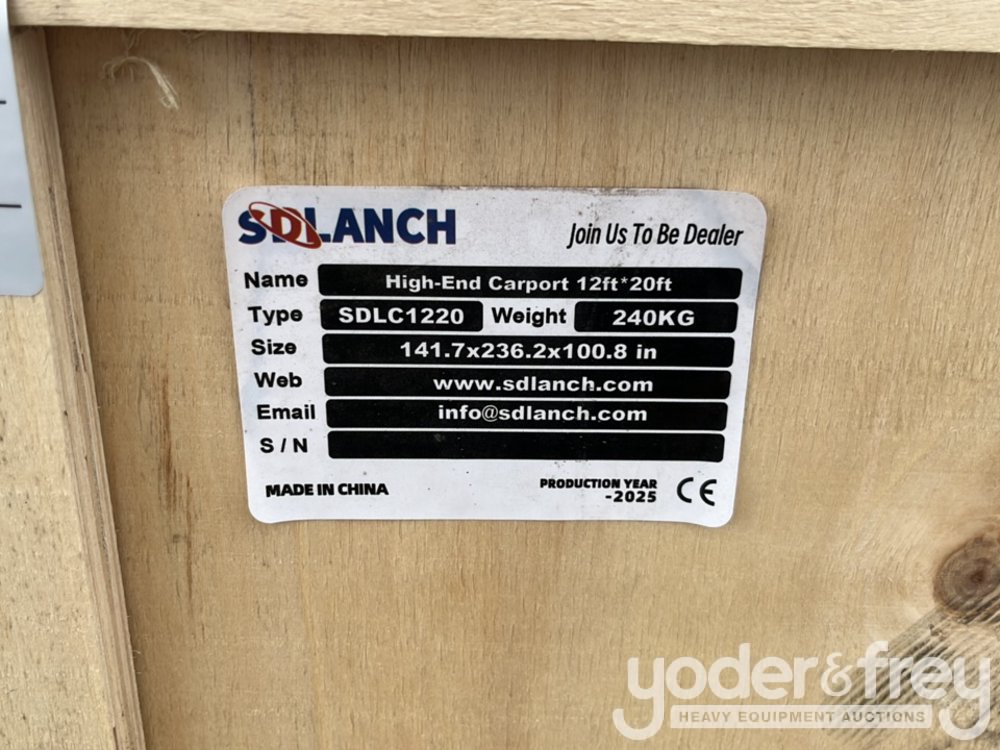 SDLANCH
Join Us To Be Dealer
Name High-End Carport 12ft*20ft
Type SDLC1220 Weight 240KG
Size 141.7x236.2x100.8 in
Web www.sdlanch.com
Email info@sdlanch.com
S / N
MADE IN CHINA
PRODUCTION YEAR
-2025
CE
yoder&frey
HEAVY EQUIPMENT AUCTIONS